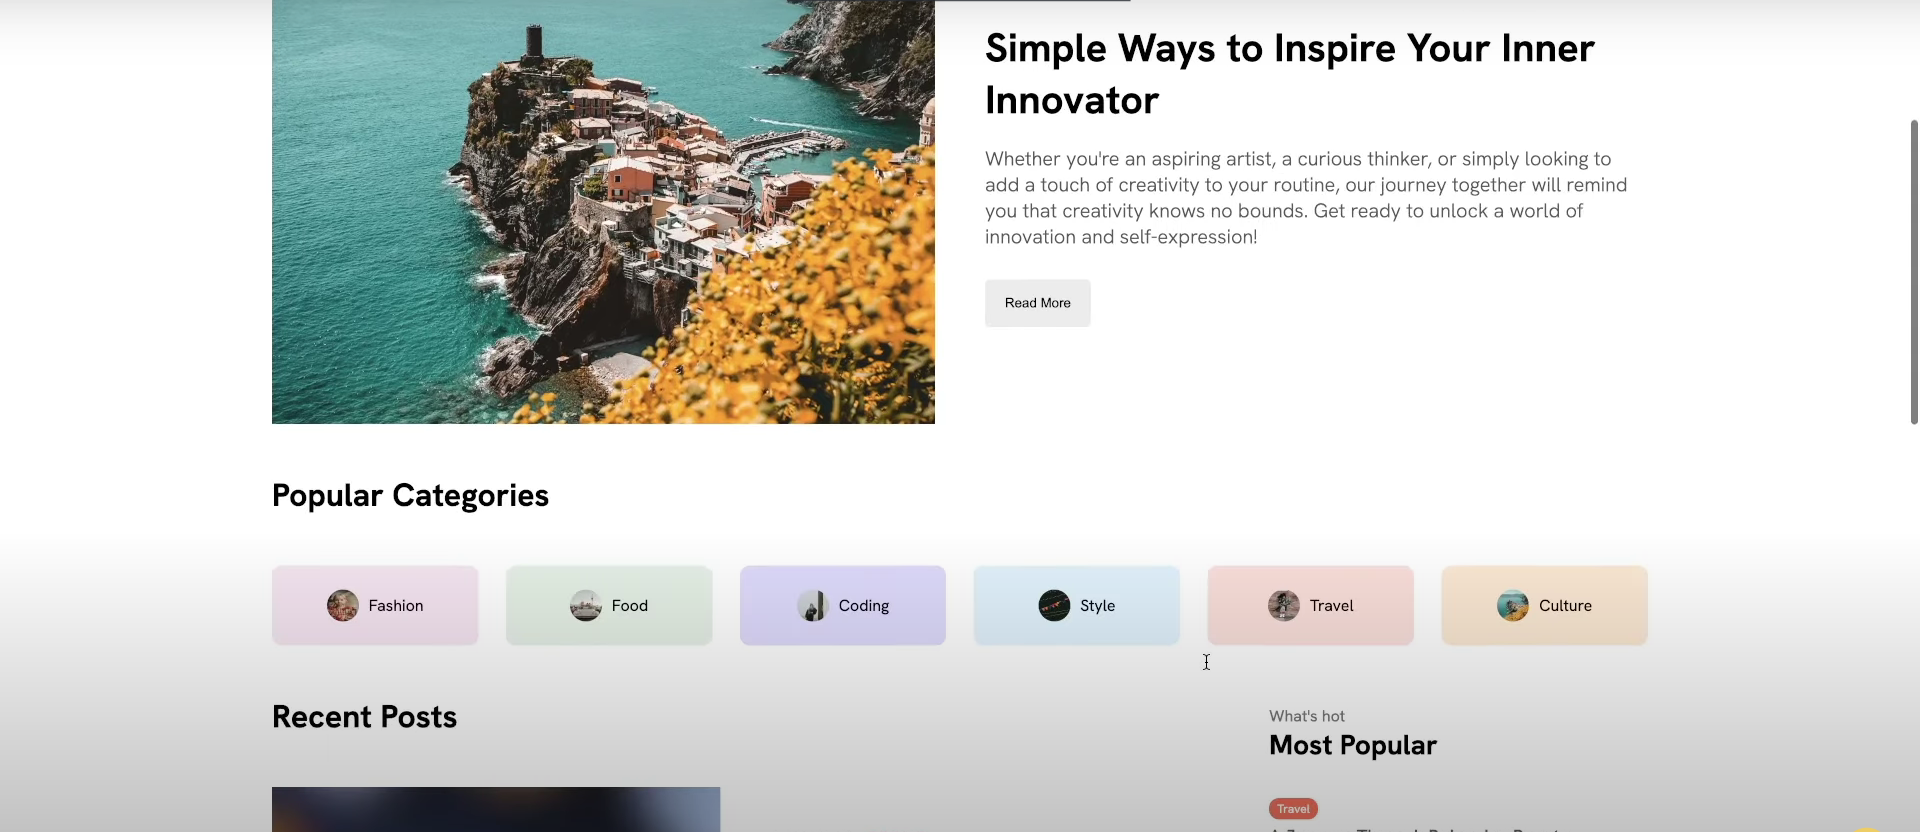 Simple Ways to Inspire Your Inner
Innovator
Whether you're an aspiring artist, a curious thinker, or simply looking to
add a touch of creativity to your routine, our journey together will remind
you that creativity knows no bounds. Get ready to unlock a world of
innovation and self-expression!
Read More
Popular Categories
Fashion
Food
Coding
Style
Travel
Culture
Recent Posts
What's hot
Most Popular
Travel